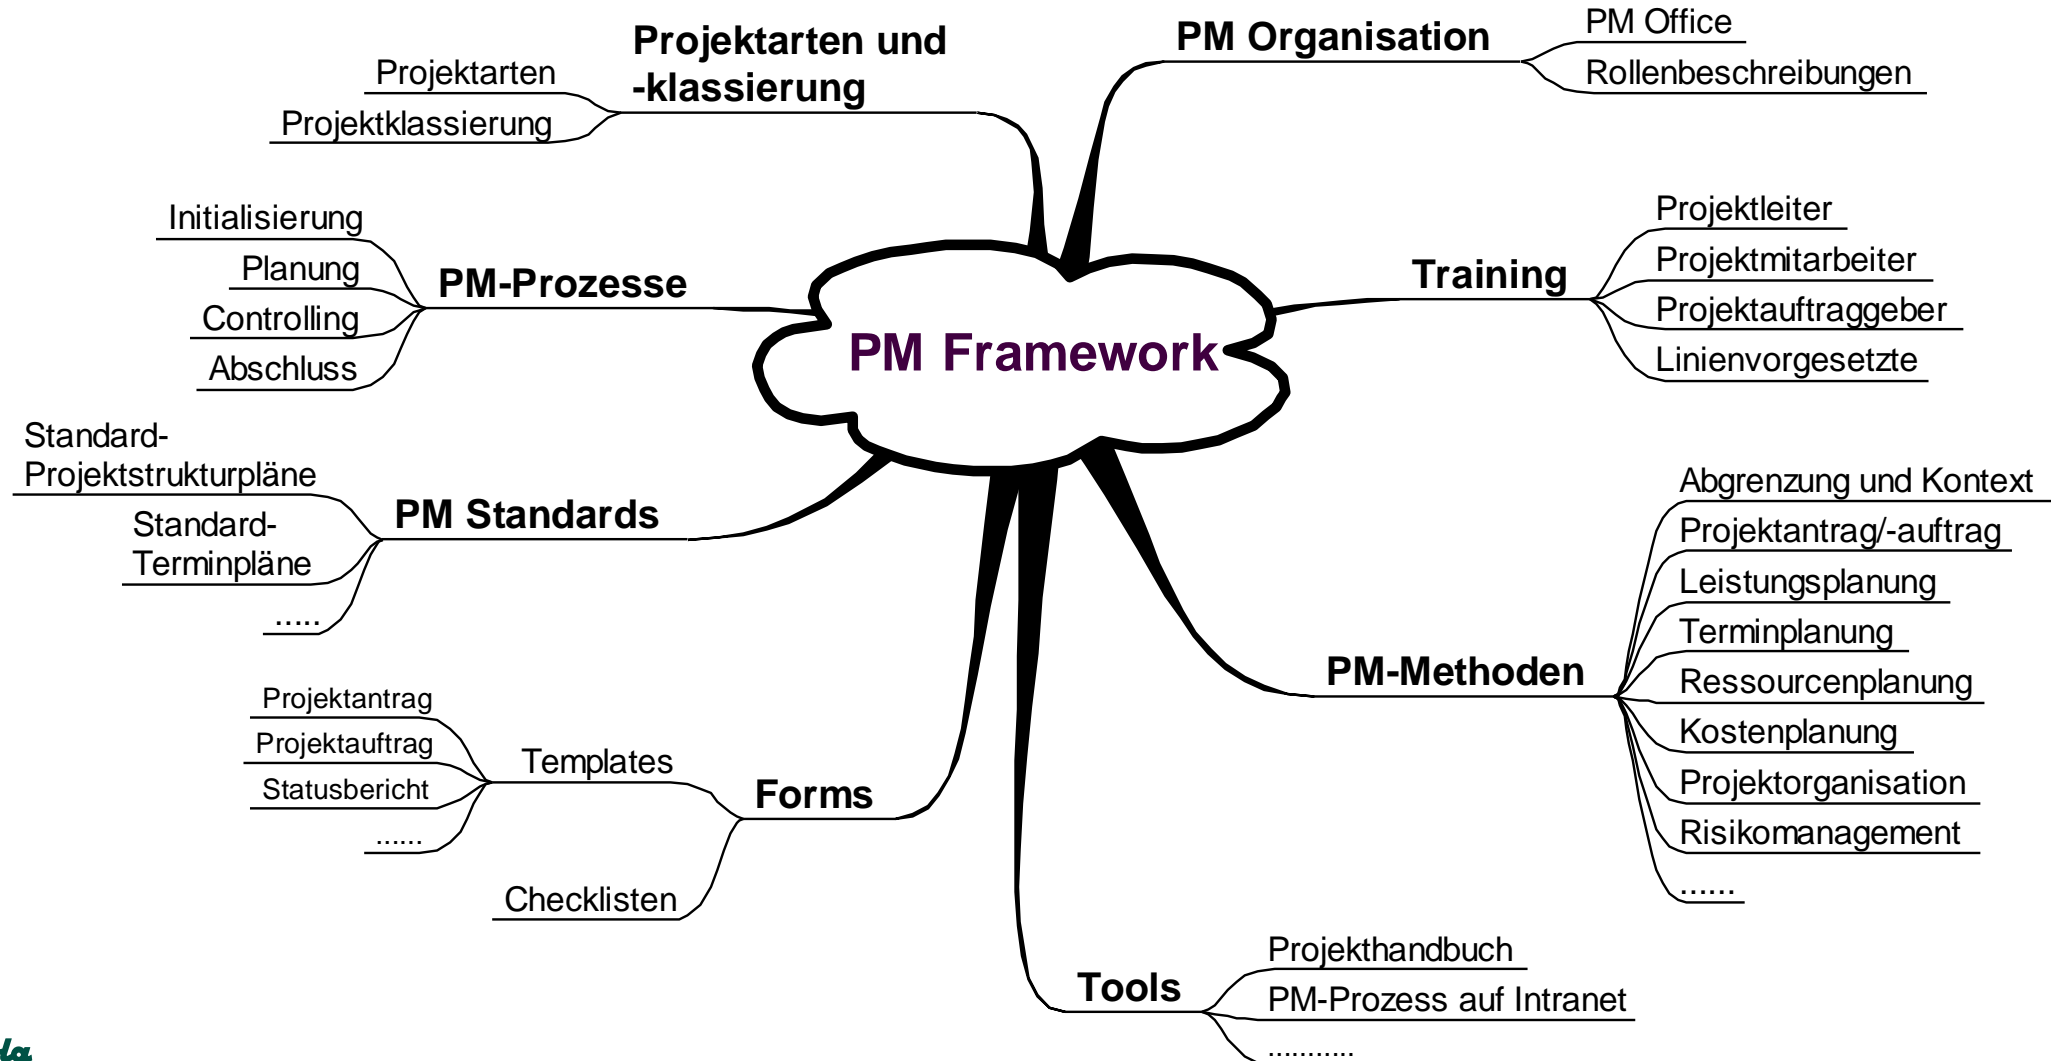 Projektarten und
-klassierung
Projektarten
Projektklassierung
PM Organisation
PM Office
Rollenbeschreibungen
Initialisierung
Planung
Controlling
Abschluss
PM-Prozesse
PM Framework
Training
Projektleiter
Projektmitarbeiter
Projektauftraggeber
Linienvorgesetzte
Standard-
Projektstrukturpläne
Standard-
Terminpläne
.....
PM Standards
PM-Methoden
Abgrenzung und Kontext
Projektantrag/-auftrag
Leistungsplanung
Terminplanung
Ressourcenplanung
Kostenplanung
Projektorganisation
Risikomanagement
......
Projektantrag
Projektauftrag
Statusbericht
......
Templates
Checklisten
Forms
Tools
Projekthandbuch
PM-Prozess auf Intranet
...........